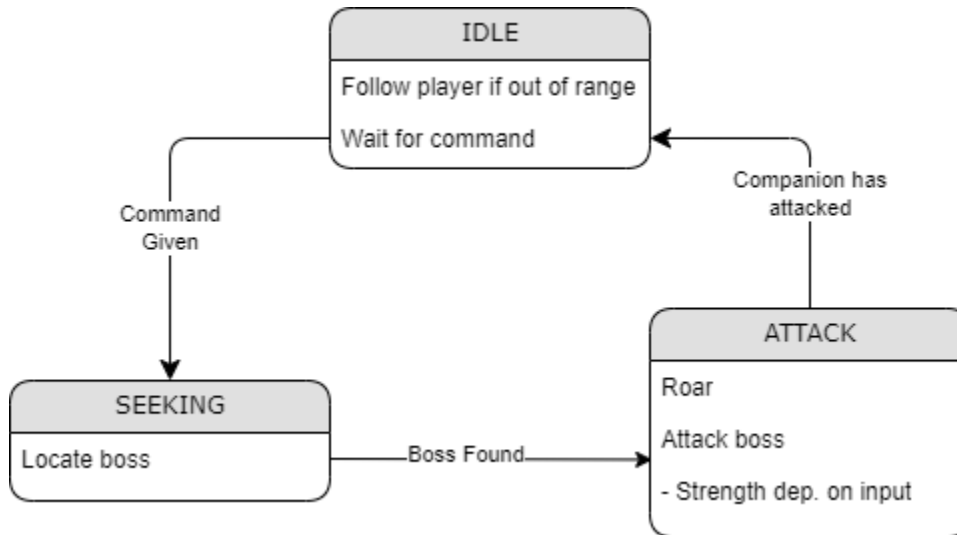 IDLE
Follow player if out of range
Wait for command
Command
Given
Companion has
attacked
SEEKING
Locate boss
Boss Found
ATTACK
Roar
Attack boss
- Strength dep. on input